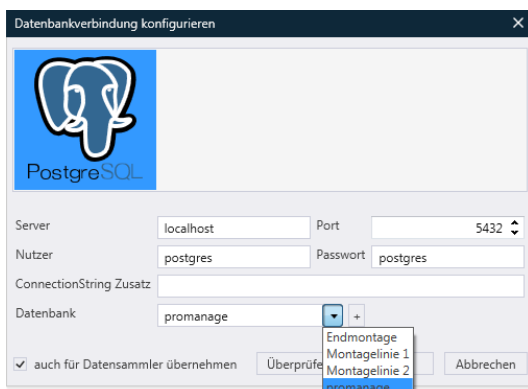 Datenbankverbindung konfigurieren
PostgreSQL
Server localhost Port 5432
Nutzer postgres Passwort postgres
ConnectionString Zusatz
Datenbank promanage +
Endmontage
Montagelinie 1
Montagelinie 2
promanage
auch für Datensammler übernehmen Abbrechen